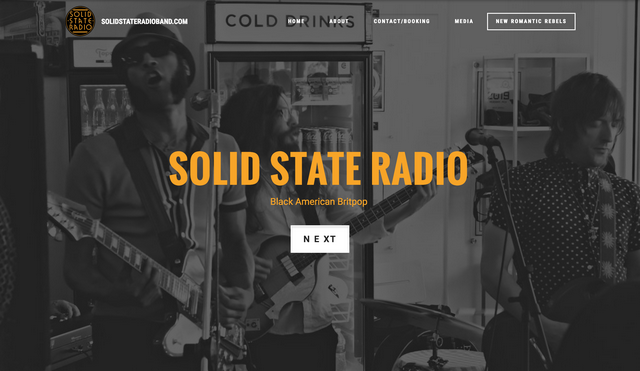 SOLID
STATE
RADIO
SOLIDSTATERADIOBAND.COM
HOME
ABOUT
CONTACT/BOOKING
MEDIA
NEW ROMANTIC REBELS
COLD DRINKS
SOLID STATE RADIO
Black American Britpop
NEXT